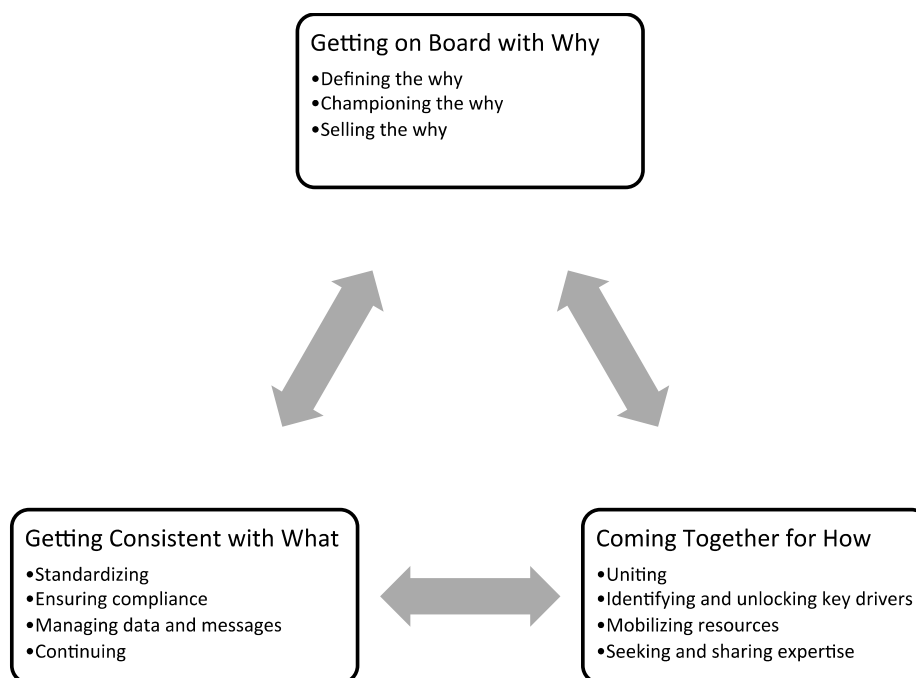 Getting on Board with Why
•Defining the why
•Championing the why
•Selling the why
Getting Consistent with What
•Standardizing
•Ensuring compliance
•Managing data and messages
•Continuing
Coming Together for How
•Uniting
•Identifying and unlocking key drivers
•Mobilizing resources
•Seeking and sharing expertise